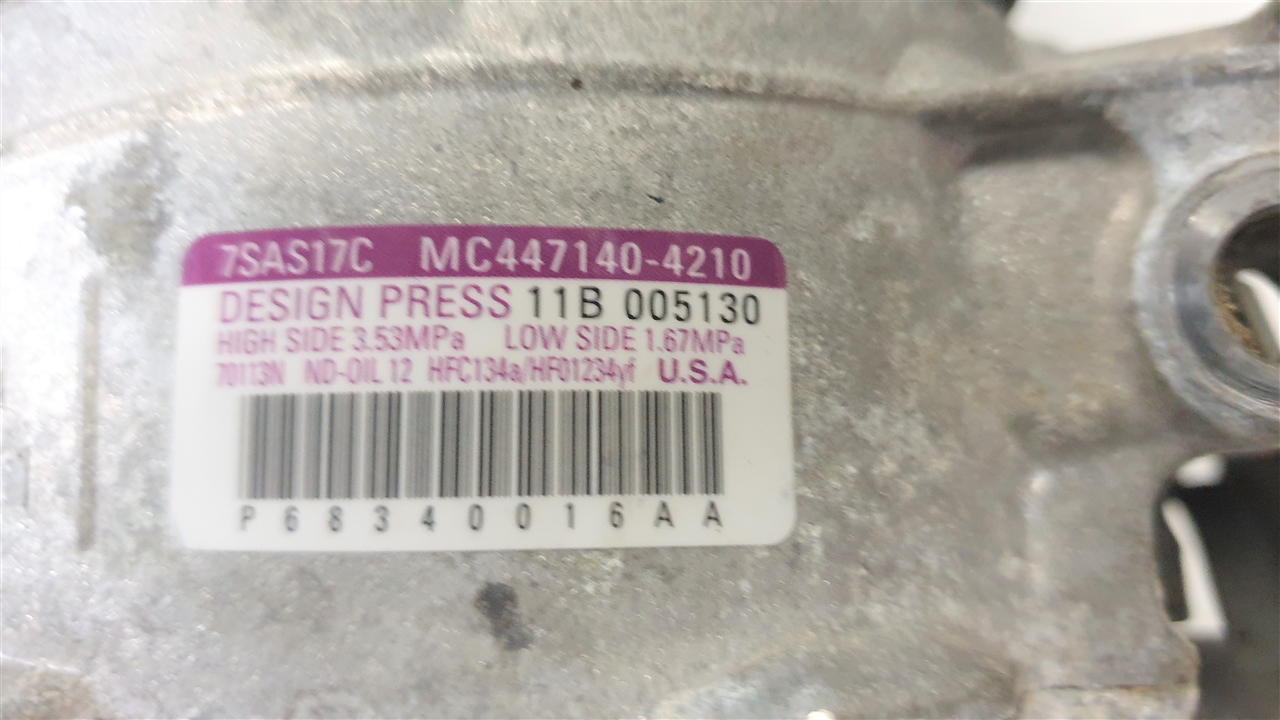 7SAS17C MC447140-4210
DESIGN PRESS 11B 005130
HIGH SIDE 3.53MPa LOW SIDE 1.67MPa
70113N ND-OIL 12 HFC134a/HFO1234yf U.S.A.
P68340016AA